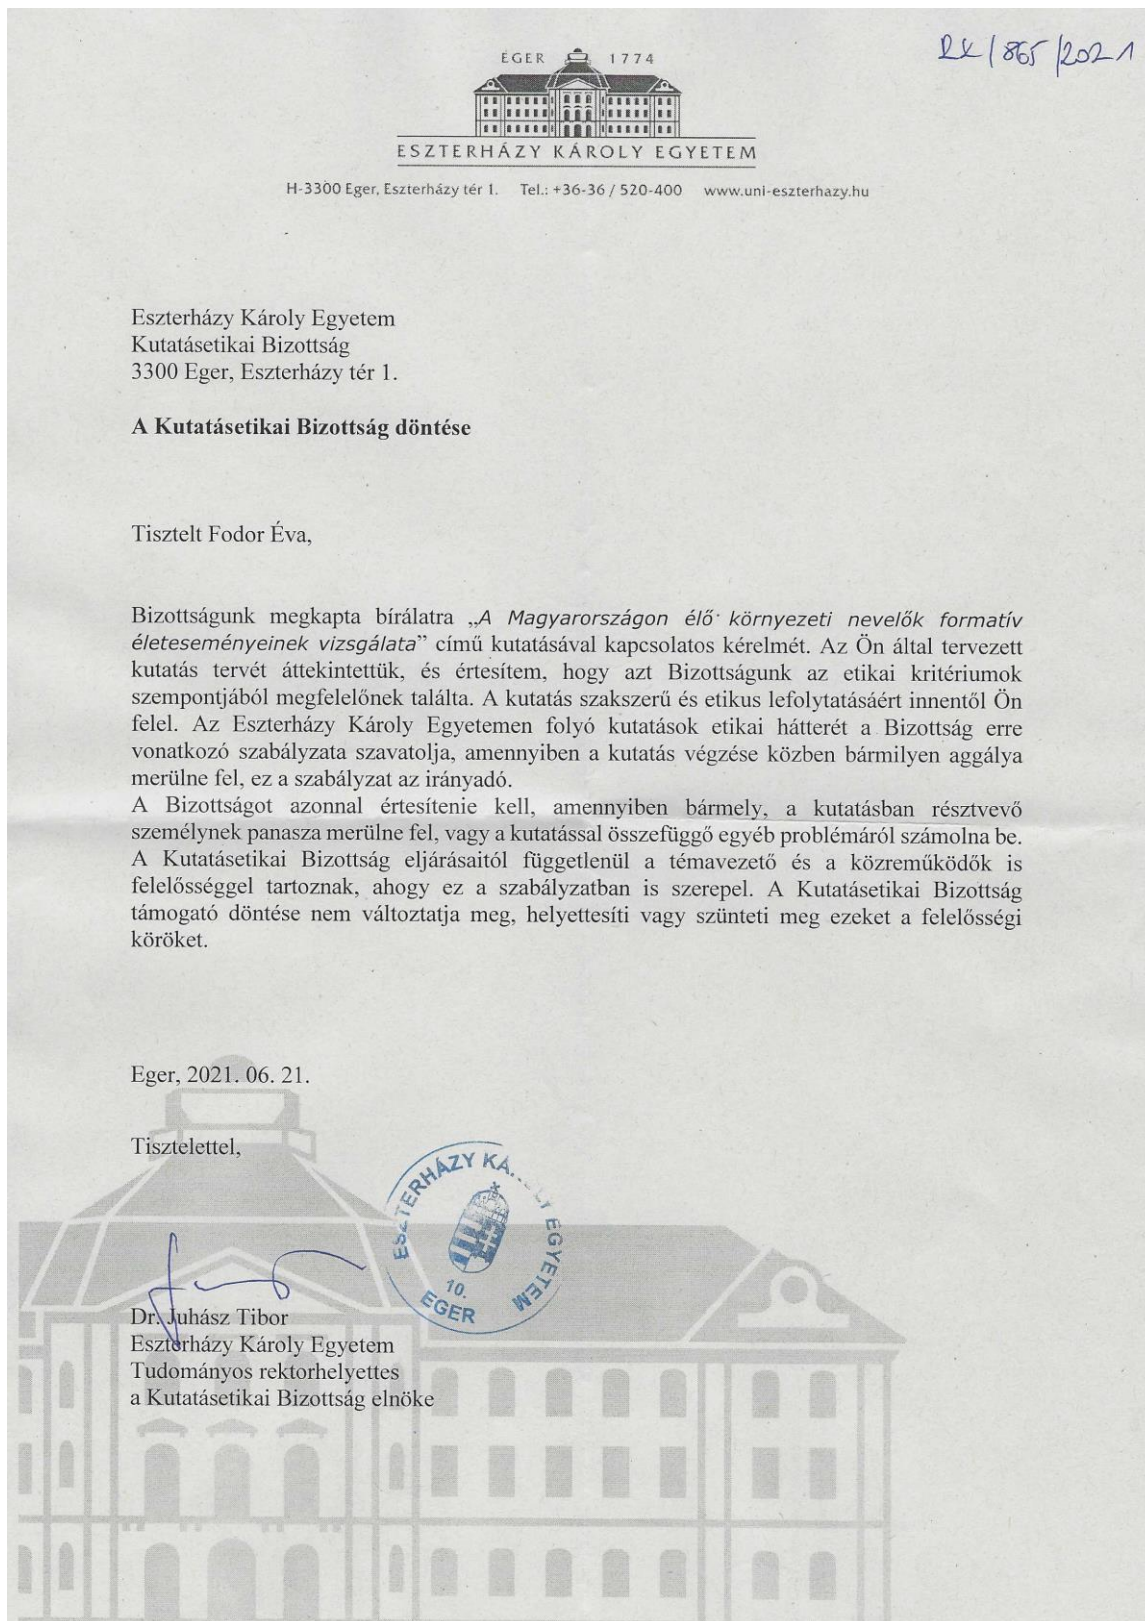 RK/865/2021
EGER 1774
ESZTERHÁZY KÁROLY EGYETEM
H-3300 Eger, Eszterházy tér 1. Tel.: +36-36 / 520-400 www.uni-eszterhazy.hu
Eszterházy Károly Egyetem
Kutatásetikai Bizottság
3300 Eger, Eszterházy tér 1.
A Kutatásetikai Bizottság döntése
Tisztelt Fodor Éva,
Bizottságunk megkapta bírálatra „A Magyarországon élő környezeti nevelők formatív
életeseményeinek vizsgálata” című kutatásával kapcsolatos kérelmét. Az Ön által tervezett
kutatás tervét áttekintettük, és értesítem, hogy azt Bizottságunk az etikai kritériumok
szempontjából megfelelőnek találta. A kutatás szakszerű és etikus lefolytatásáért innentől Ön
felel. Az Eszterházy Károly Egyetemen folyó kutatások etikai hátterét a Bizottság erre
vonatkozó szabályzata szavatolja, amennyiben a kutatás végzése közben bármilyen aggálya
merülne fel, ez a szabályzat az irányadó.
A Bizottságot azonnal értesítenie kell, amennyiben bármely, a kutatásban résztvevő
személynek panasza merülne fel, vagy a kutatással összefüggő egyéb problémáról számolna be.
A Kutatásetikai Bizottság eljárásaitól függetlenül a témavezető és a közreműködők is
felelősséggel tartoznak, ahogy ez a szabályzatban is szerepel. A Kutatásetikai Bizottság
támogató döntése nem változtatja meg, helyettesíti vagy szünteti meg ezeket a felelősségi
köröket.
Eger, 2021. 06. 21.
Tisztelettel,
ESZTERHÁZY EGYETEM
10.
EGER
Dr. Juhász Tibor
Eszterházy Károly Egyetem
Tudományos rektorhelyettes
a Kutatásetikai Bizottság elnöke